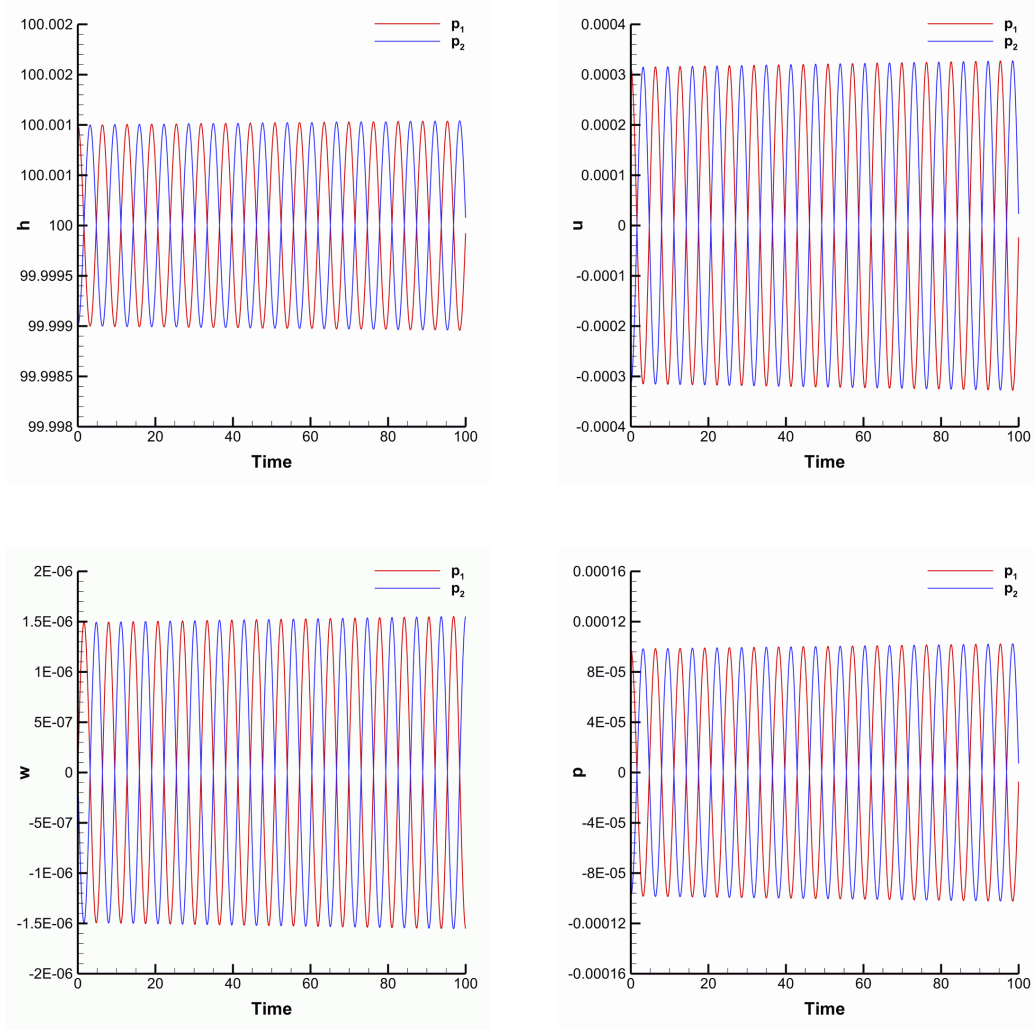 100.002
100.002
100.001
100.001
100
99.9995
99.999
99.9985
99.998
h
0 20 40 60 80 100
Time
p1
p2
0.0004
0.0003
0.0002
0.0001
0
-0.0001
-0.0002
-0.0003
-0.0004
u
0 20 40 60 80 100
Time
p1
p2
2E-06
1.5E-06
1E-06
5E-07
0
-5E-07
-1E-06
-1.5E-06
-2E-06
w
0 20 40 60 80 100
Time
p1
p2
0.00016
0.00012
8E-05
4E-05
0
-4E-05
-8E-05
-0.00012
-0.00016
p
0 20 40 60 80 100
Time
p1
p2